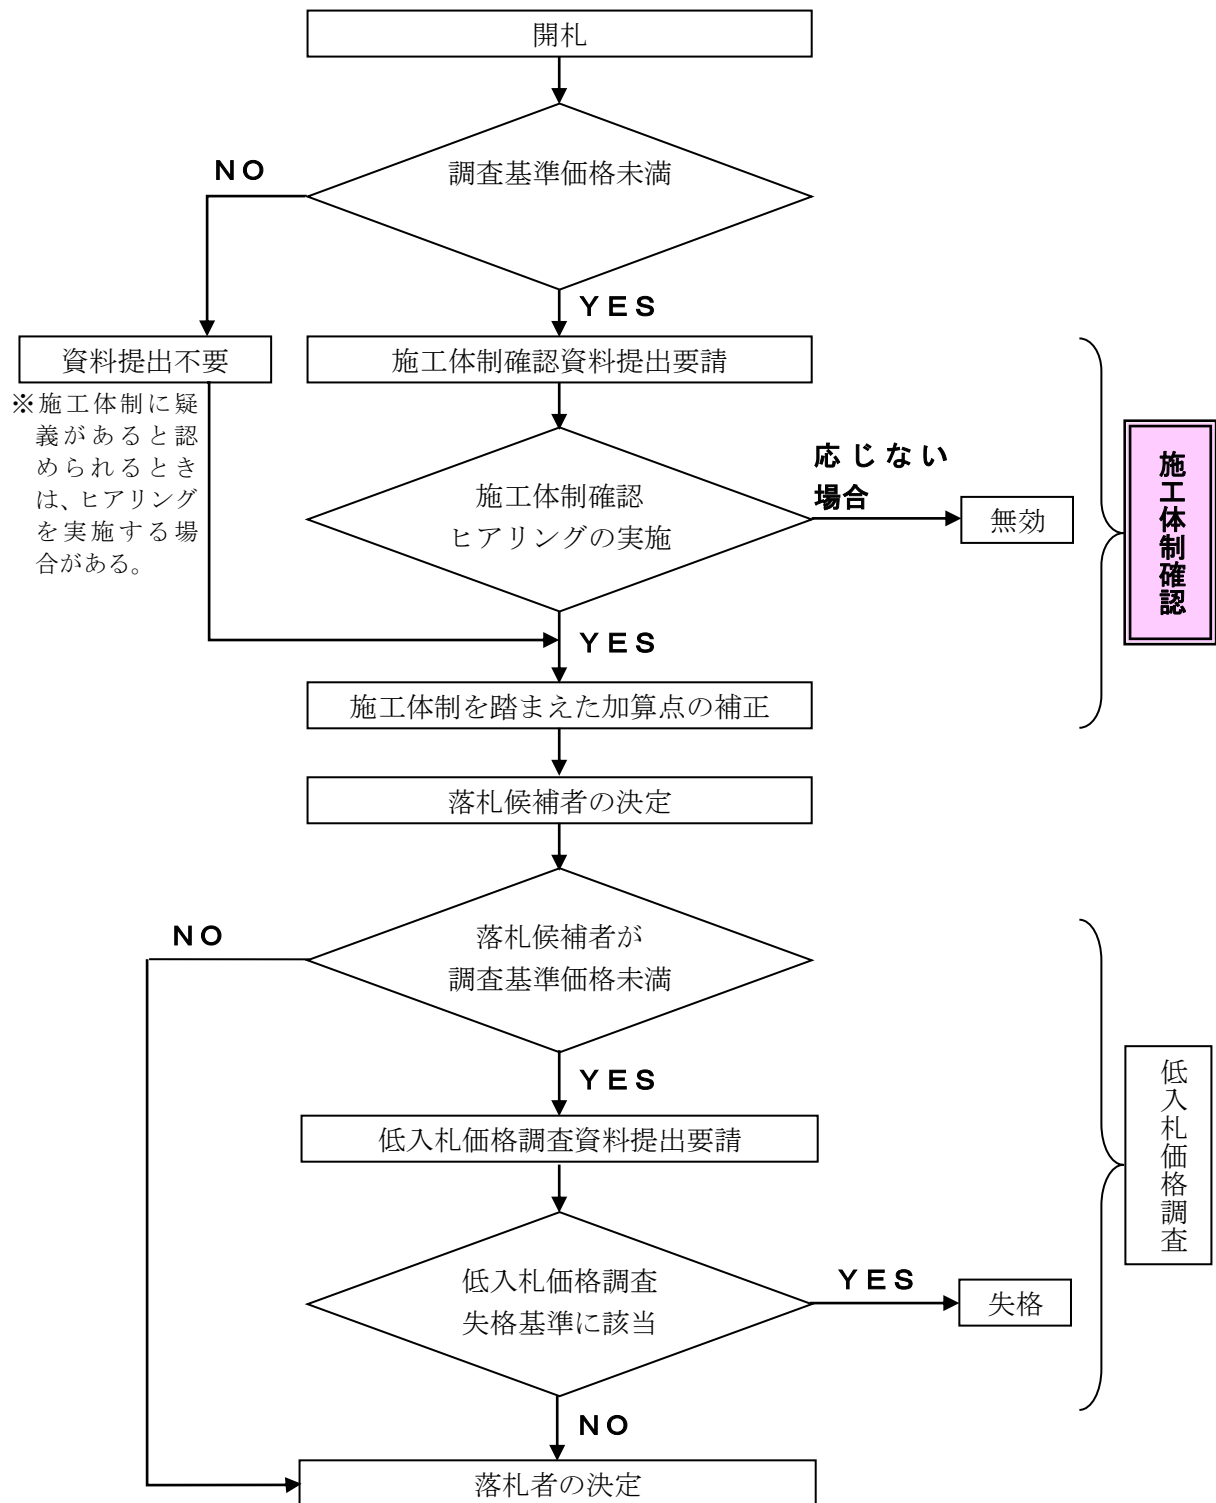 開札
調査基準価格未満
NO
YES
資料提出不要
※施工体制に疑
義があると認
められるとき
は、ヒアリング
を実施する場
合がある。
施工体制確認資料提出要請
施工体制確認
ヒアリングの実施
応じない
場合
無効
施工体制確認
YES
施工体制を踏まえた加算点の補正
落札候補者の決定
落札候補者が
調査基準価格未満
NO
YES
低入札価格調査資料提出要請
低入札価格調査
低入札価格調査
失格基準に該当
YES
失格
NO
落札者の決定